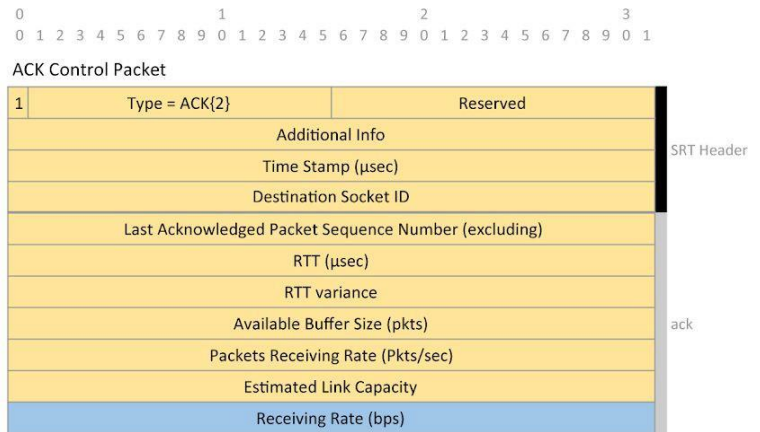 0 1 2 3
0 1 2 3 4 5 6 7 8 9 0 1 2 3 4 5 6 7 8 9 0 1 2 3 4 5 6 7 8 9 0 1
ACK Control Packet
1 Type = ACK{2} Reserved
Additional Info
SRT Header
Time Stamp (µsec)
Destination Socket ID
Last Acknowledged Packet Sequence Number (excluding)
RTT (µsec)
RTT variance
Available Buffer Size (pkts)
ack
Packets Receiving Rate (Pkts/sec)
Estimated Link Capacity
Receiving Rate (bps)